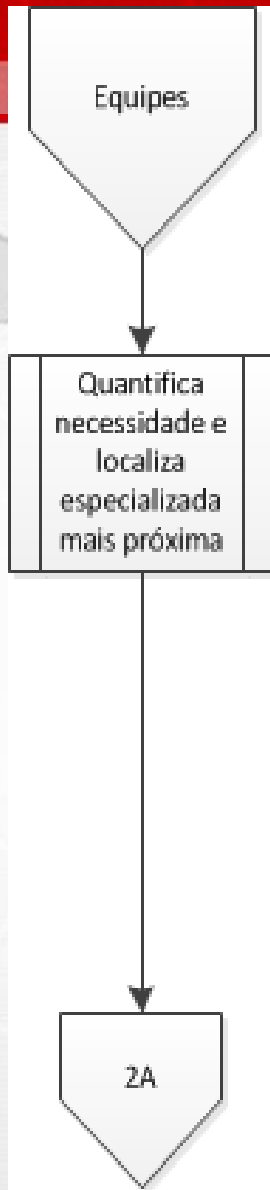 Equipes
Quantifica
necessidade e
localiza
especializada
mais próxima
2A